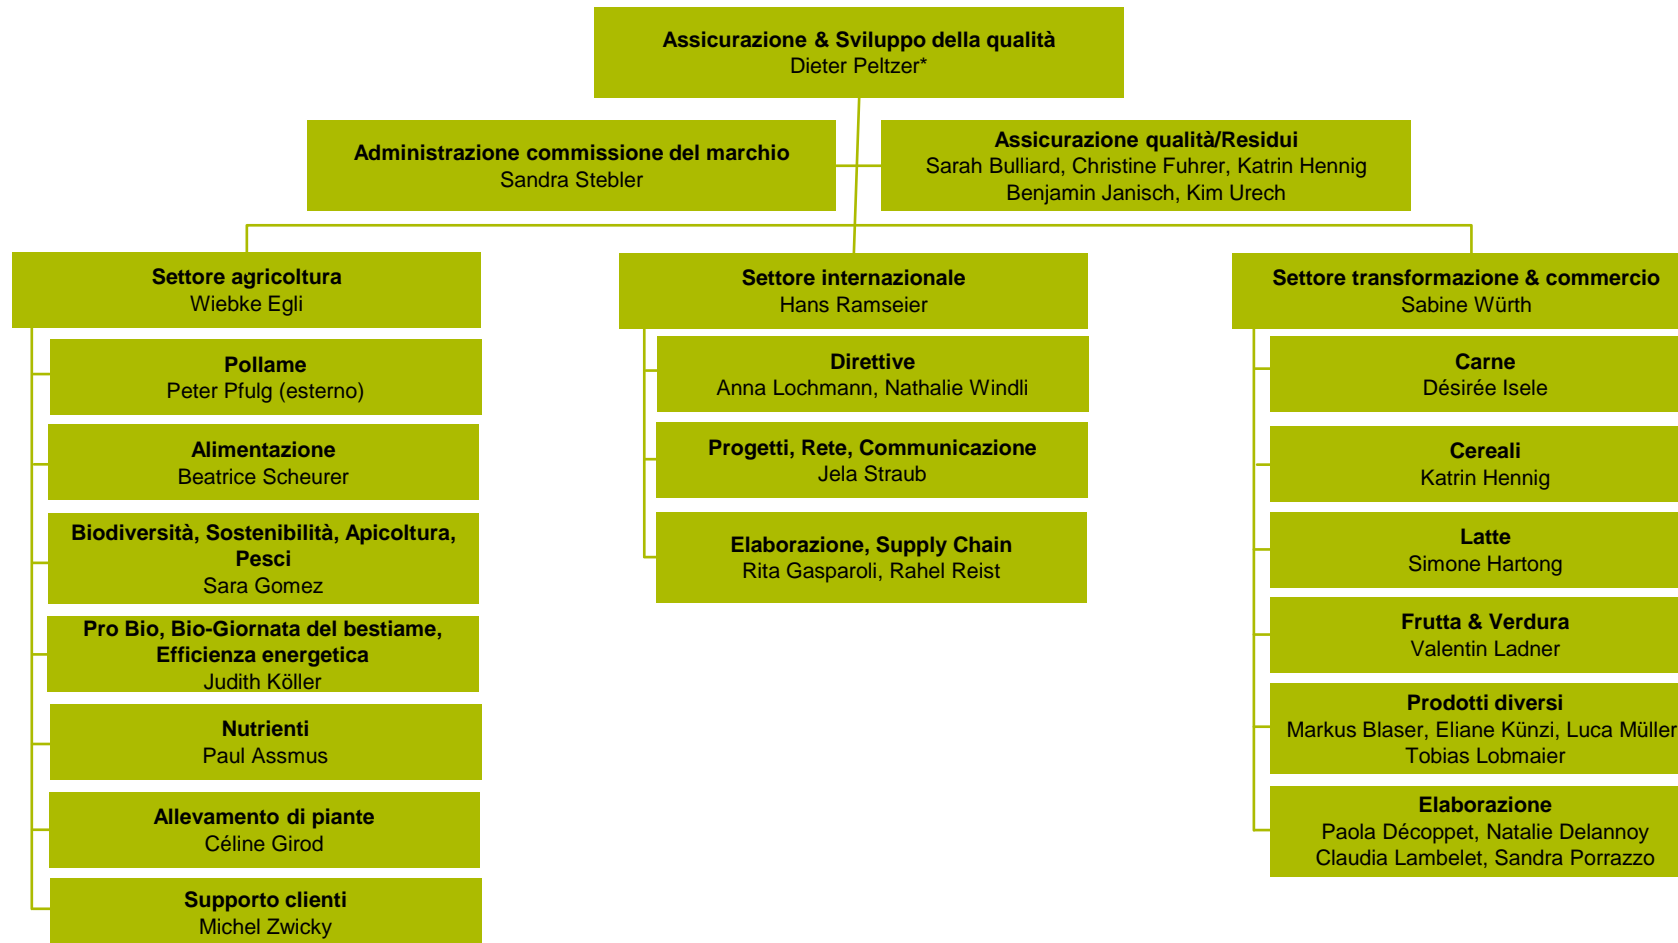 Assicurazione & Sviluppo della qualità
Dieter Peltzer*
Administrazione commissione del marchio
Sandra Stebler
Assicurazione qualità/Residui
Sarah Bulliard, Christine Fuhrer, Katrin Hennig
Benjamin Janisch, Kim Urech
Settore agricoltura
Wiebke Egli
Pollame
Peter Pfulg (esterno)
Alimentazione
Beatrice Scheurer
Biodiversità, Sostenibilità, Apicoltura,
Pesci
Sara Gomez
Pro Bio, Bio-Giornata del bestiame,
Efficienza energetica
Judith Köller
Nutrienti
Paul Assmus
Allevamento di piante
Céline Girod
Supporto clienti
Michel Zwicky
Settore internazionale
Hans Ramseier
Direttive
Anna Lochmann, Nathalie Windli
Progetti, Rete, Communicazione
Jela Straub
Elaborazione, Supply Chain
Rita Gasparoli, Rahel Reist
Settore transformazione & commercio
Sabine Würth
Carne
Désirée Isele
Cereali
Katrin Hennig
Latte
Simone Hartong
Frutta & Verdura
Valentin Ladner
Prodotti diversi
Markus Blaser, Eliane Künzi, Luca Müller
Tobias Lobmaier
Elaborazione
Paola Décoppet, Natalie Delannoy
Claudia Lambelet, Sandra Porrazzo